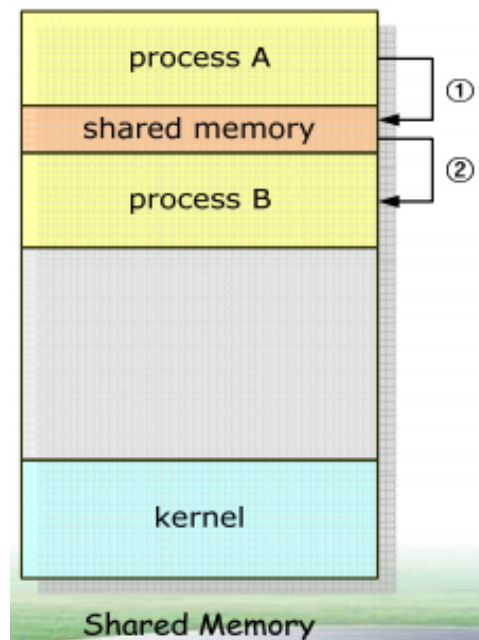 process A
①
shared memory
②
process B
kernel
Shared Memory